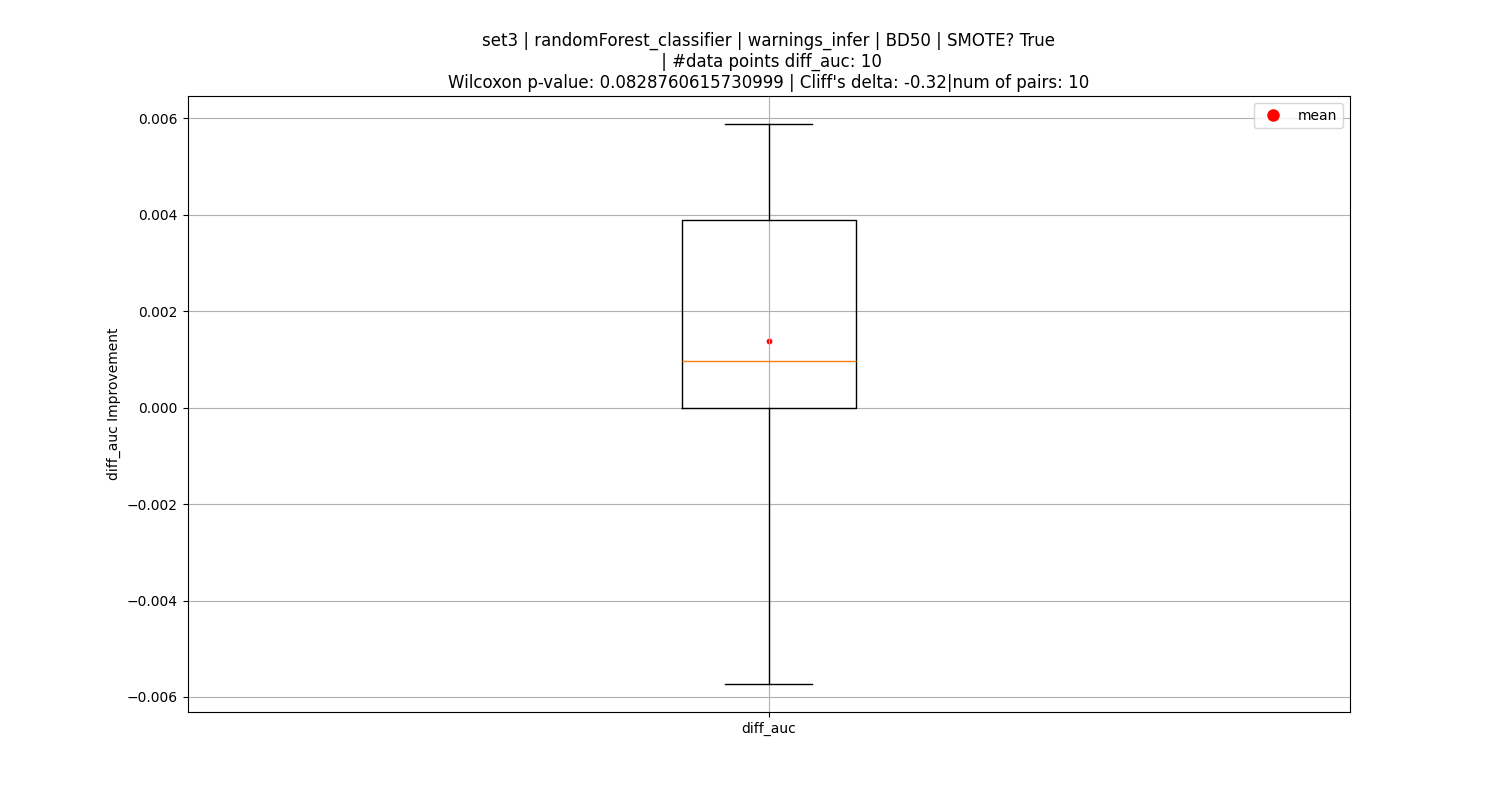 set3 | randomForest_classifier | warnings_infer | BD50 | SMOTE? True
| #data points diff_auc: 10
Wilcoxon p-value: 0.0828760615730999 | Cliff's delta: -0.32|num of pairs: 10
mean
0.006
0.004
0.002
0.000
−0.002
−0.004
−0.006
diff_auc Improvement
diff_auc